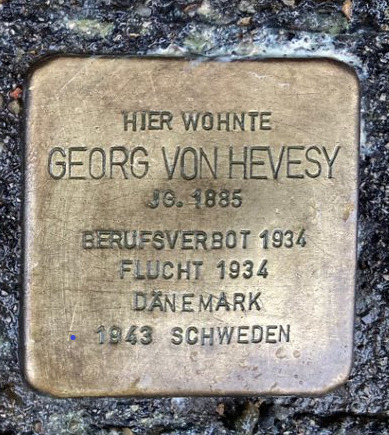 HIER WOHNTE
GEORG VON HEVESY
JG. 1885
BERUFSVERBOT 1934
FLUCHT 1934
DÄNEMARK
1943 SCHWEDEN